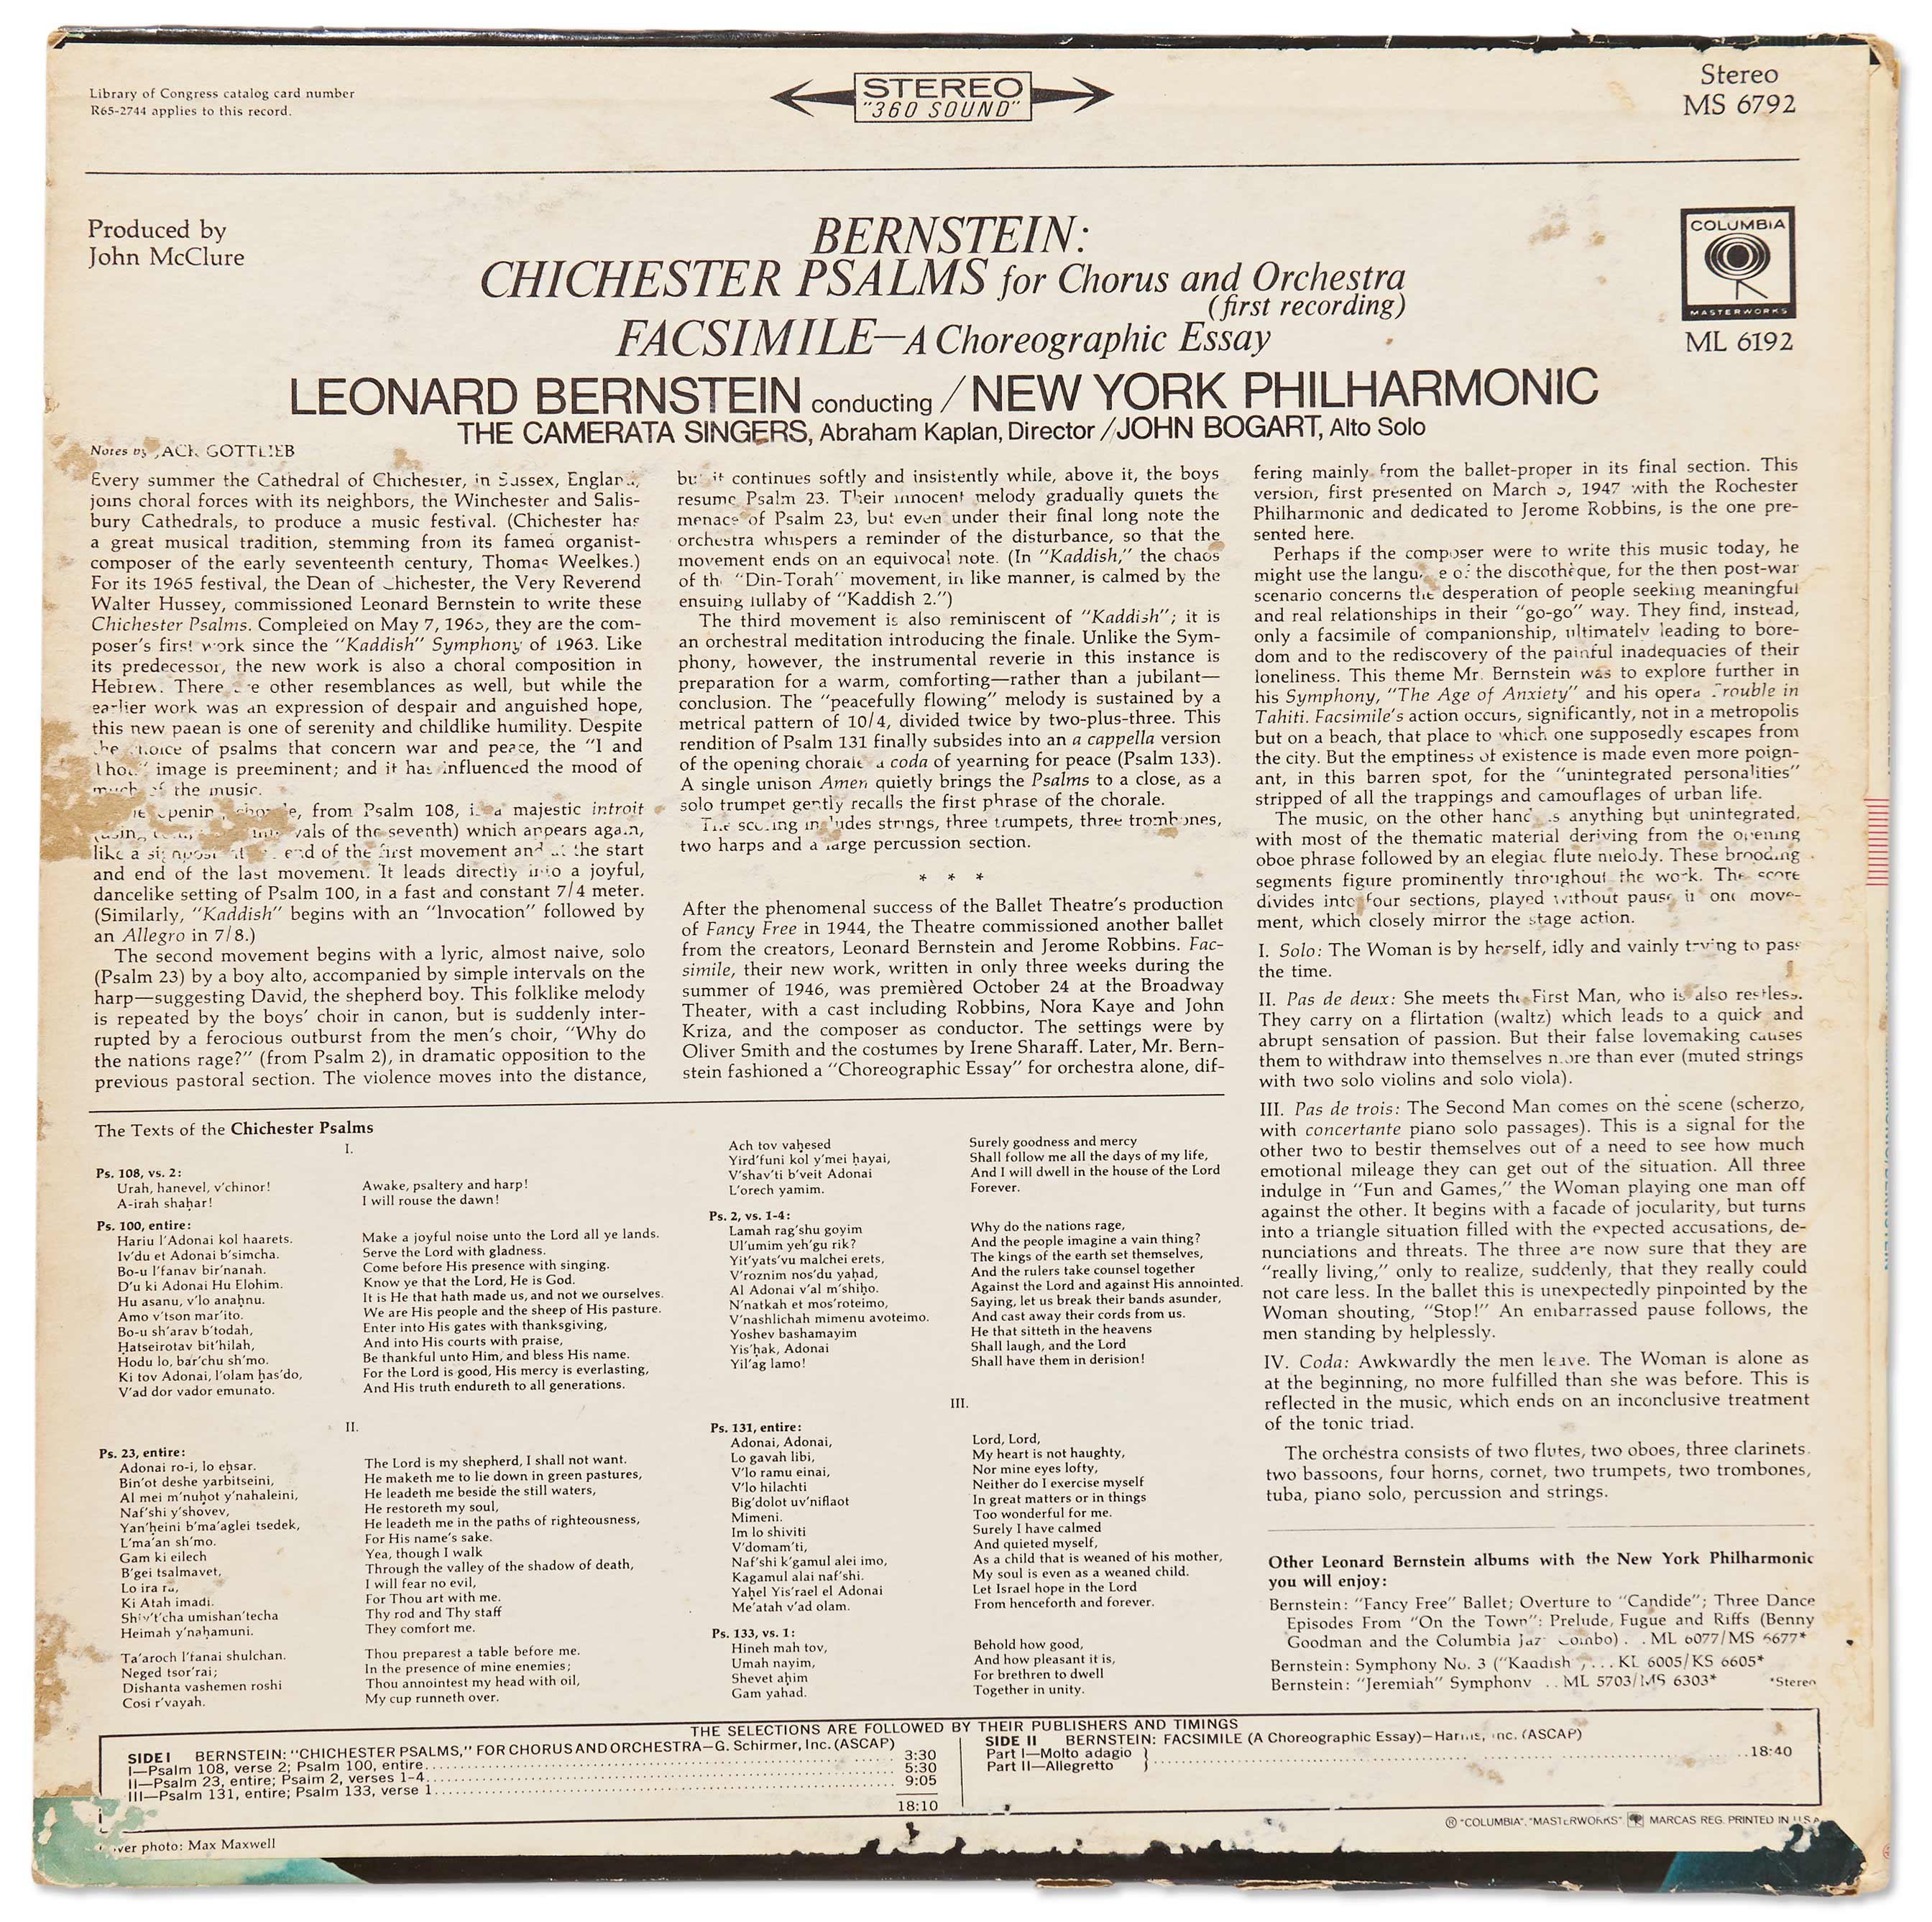 Library of Congress catalog card number
R65-2744 applies to this record.
STEREO
"360 SOUND"
Stereo
MS 6792
Produced by
John McClure
BERNSTEIN:
CHICHESTER PSALMS for Chorus and Orchestra
(first recording)
FACSIMILE—A Choreographic Essay
COLUMBIA
MASTERWORKS
ML 6192
LEONARD BERNSTEIN conducting / NEW YORK PHILHARMONIC
THE CAMERATA SINGERS, Abraham Kaplan, Director / JOHN BOGART, Alto Solo
Notes by JACK GOTTLIEB
Every summer the Cathedral of Chichester, in Sussex, England,
joins choral forces with its neighbors, the Winchester and Salis-
bury Cathedrals, to produce a music festival. (Chichester has
a great musical tradition, stemming from its famed organist-
composer of the early seventeenth century, Thomas Weelkes.)
For its 1965 festival, the Dean of Chichester, the Very Reverend
Walter Hussey, commissioned Leonard Bernstein to write these
Chichester Psalms. Completed on May 7, 1965, they are the com-
poser's first work since the "Kaddish" Symphony of 1963. Like
its predecessor, the new work is also a choral composition in
Hebrew. There are other resemblances as well, but while the
earlier work was an expression of despair and anguished hope,
this new paean is one of serenity and childlike humility. Despite
the choice of psalms that concern war and peace, the "I and
Thou" image is preeminent; and it has influenced the mood of
much of the music.
The opening chorale, from Psalm 108, is a majestic introit
(using intervals of the seventh) which appears again,
like a signpost at the end of the first movement and at the start
and end of the last movement. It leads directly into a joyful,
dancelike setting of Psalm 100, in a fast and constant 7/4 meter.
(Similarly, "Kaddish" begins with an "Invocation" followed by
an Allegro in 7/8.)
The second movement begins with a lyric, almost naive, solo
(Psalm 23) by a boy alto, accompanied by simple intervals on the
harp—suggesting David, the shepherd boy. This folklike melody
is repeated by the boys' choir in canon, but is suddenly inter-
rupted by a ferocious outburst from the men's choir, "Why do
the nations rage?" (from Psalm 2), in dramatic opposition to the
previous pastoral section. The violence moves into the distance,
but it continues softly and insistently while, above it, the boys
resume Psalm 23. Their innocent melody gradually quiets the
menace of Psalm 23, but even under their final long note the
orchestra whispers a reminder of the disturbance, so that the
movement ends on an equivocal note. (In "Kaddish," the chaos
of the "Din-Torah" movement, in like manner, is calmed by the
ensuing lullaby of "Kaddish 2.")
The third movement is also reminiscent of "Kaddish"; it is
an orchestral meditation introducing the finale. Unlike the Sym-
phony, however, the instrumental reverie in this instance is
preparation for a warm, comforting—rather than a jubilant—
conclusion. The "peacefully flowing" melody is sustained by a
metrical pattern of 10/4, divided twice by two-plus-three. This
rendition of Psalm 131 finally subsides into an a cappella version
of the opening chorale a coda of yearning for peace (Psalm 133).
A single unison Amen quietly brings the Psalms to a close, as a
solo trumpet gently recalls the first phrase of the chorale.
The scoring includes strings, three trumpets, three trombones,
two harps and a large percussion section.
* * *
After the phenomenal success of the Ballet Theatre's production
of Fancy Free in 1944, the Theatre commissioned another ballet
from the creators, Leonard Bernstein and Jerome Robbins. Fac-
simile, their new work, written in only three weeks during the
summer of 1946, was premièred October 24 at the Broadway
Theater, with a cast including Robbins, Nora Kaye and John
Kriza, and the composer as conductor. The settings were by
Oliver Smith and the costumes by Irene Sharaff. Later, Mr. Bern-
stein fashioned a "Choreographic Essay" for orchestra alone, dif-
fering mainly from the ballet-proper in its final section. This
version, first presented on March 5, 1947 with the Rochester
Philharmonic and dedicated to Jerome Robbins, is the one pre-
sented here.
Perhaps if the composer were to write this music today, he
might use the language of the discothèque, for the then post-war
scenario concerns the desperation of people seeking meaningful
and real relationships in their "go-go" way. They find, instead,
only a facsimile of companionship, ultimately leading to bore-
dom and to the rediscovery of the painful inadequacies of their
loneliness. This theme Mr. Bernstein was to explore further in
his Symphony, "The Age of Anxiety" and his opera Trouble in
Tahiti. Facsimile's action occurs, significantly, not in a metropolis
but on a beach, that place to which one supposedly escapes from
the city. But the emptiness of existence is made even more poign-
ant, in this barren spot, for the "unintegrated personalities"
stripped of all the trappings and camouflages of urban life.
The music, on the other hand is anything but unintegrated,
with most of the thematic material deriving from the opening
oboe phrase followed by an elegiac flute melody. These brooding
segments figure prominently throughout the work. The score
divides into four sections, played without pause in one move-
ment, which closely mirror the stage action.
I. Solo: The Woman is by herself, idly and vainly trying to pass
the time.
II. Pas de deux: She meets the First Man, who is also restless.
They carry on a flirtation (waltz) which leads to a quick and
abrupt sensation of passion. But their false lovemaking causes
them to withdraw into themselves more than ever (muted strings
with two solo violins and solo viola).
III. Pas de trois: The Second Man comes on the scene (scherzo,
with concertante piano solo passages). This is a signal for the
other two to bestir themselves out of a need to see how much
emotional mileage they can get out of the situation. All three
indulge in "Fun and Games," the Woman playing one man off
against the other. It begins with a facade of jocularity, but turns
into a triangle situation filled with the expected accusations, de-
nunciations and threats. The three are now sure that they are
"really living," only to realize, suddenly, that they really could
not care less. In the ballet this is unexpectedly pinpointed by the
Woman shouting, "Stop!" An embarrassed pause follows, the
men standing by helplessly.
IV. Coda: Awkwardly the men leave. The Woman is alone as
at the beginning, no more fulfilled than she was before. This is
reflected in the music, which ends on an inconclusive treatment
of the tonic triad.
The orchestra consists of two flutes, two oboes, three clarinets,
two bassoons, four horns, cornet, two trumpets, two trombones,
tuba, piano solo, percussion and strings.
The Texts of the Chichester Psalms
I.
Ps. 108, vs. 2:
Urah, hanevel, v'chinor!
A-irah shaḥar!
Awake, psaltery and harp!
I will rouse the dawn!
Ps. 100, entire:
Hariu l'Adonai kol haarets.
Iv'du et Adonai b'simcha.
Bo-u l'fanav bir'nanah.
D'u ki Adonai Hu Elohim.
Hu asanu, v'lo anaḥnu.
Amo v'tson mar'ito.
Bo-u sh'arav b'todah,
Ḥatseirotav bit'hilah,
Hodu lo, bar'chu sh'mo.
Ki tov Adonai, l'olam ḥas'do,
V'ad dor vador emunato.
Make a joyful noise unto the Lord all ye lands.
Serve the Lord with gladness.
Come before His presence with singing.
Know ye that the Lord, He is God.
It is He that hath made us, and not we ourselves.
We are His people and the sheep of His pasture.
Enter into His gates with thanksgiving,
And into His courts with praise,
Be thankful unto Him, and bless His name.
For the Lord is good, His mercy is everlasting,
And His truth endureth to all generations.
II.
Ps. 23, entire:
Adonai ro-i, lo eḥsar.
Bin'ot deshe yarbitseini,
Al mei m'nuḥot y'nahaleini,
Naf'shi y'shovev,
Yan'ḥeini b'ma'aglei tsedek,
L'ma'an sh'mo.
Gam ki eilech
B'gei tsalmavet,
Lo ira ra,
Ki Atah imadi.
Shiv't'cha umishan'techa
Heimah y'naḥamuni.
Ta'aroch l'fanai shulchan.
Neged tsor'rai;
Dishanta vashemen roshi
Cosi r'vayah.
The Lord is my shepherd, I shall not want.
He maketh me to lie down in green pastures,
He leadeth me beside the still waters,
He restoreth my soul,
He leadeth me in the paths of righteousness,
For His name's sake.
Yea, though I walk
Through the valley of the shadow of death,
I will fear no evil,
For Thou art with me.
Thy rod and Thy staff
They comfort me.
Thou preparest a table before me.
In the presence of mine enemies;
Thou annointest my head with oil,
My cup runneth over.
Ach tov vaḥesed
Yird'funi kol y'mei ḥayai,
V'shav'ti b'veit Adonai
L'orech yamim.
Surely goodness and mercy
Shall follow me all the days of my life,
And I will dwell in the house of the Lord
Forever.
Ps. 2, vs. 1-4:
Lamah rag'shu goyim
Ul'umim yeh'gu rik?
Yit'yats'vu malchei erets,
V'roznim nos'du yaḥad,
Al Adonai v'al m'shiḥo.
N'natkah et mos'roteimo,
V'nashlichah mimenu avoteimo.
Yoshev bashamayim
Yis'ḥak, Adonai
Yil'ag lamo!
Why do the nations rage,
And the people imagine a vain thing?
The kings of the earth set themselves,
And the rulers take counsel together
Against the Lord and against His annointed.
Saying, let us break their bands asunder,
And cast away their cords from us.
He that sitteth in the heavens
Shall laugh, and the Lord
Shall have them in derision!
III.
Ps. 131, entire:
Adonai, Adonai,
Lo gavah libi,
V'lo ramu einai,
V'lo hilachti
Big'dolot uv'niflaot
Mimeni.
Im lo shiviti
V'domam'ti,
Naf'shi k'gamul alei imo,
Kagamul alai naf'shi.
Yaḥel Yis'rael el Adonai
Me'atah v'ad olam.
Lord, Lord,
My heart is not haughty,
Nor mine eyes lofty,
Neither do I exercise myself
In great matters or in things
Too wonderful for me.
Surely I have calmed
And quieted myself,
As a child that is weaned of his mother,
My soul is even as a weaned child.
Let Israel hope in the Lord
From henceforth and forever.
Ps. 133, vs. 1:
Hineh mah tov,
Umah nayim,
Shevet aḥim
Gam yahad.
Behold how good,
And how pleasant it is,
For brethren to dwell
Together in unity.
Other Leonard Bernstein albums with the New York Philharmonic
you will enjoy:
Bernstein: "Fancy Free" Ballet; Overture to "Candide"; Three Dance
Episodes From "On the Town"; Prelude, Fugue and Riffs (Benny
Goodman and the Columbia Jazz Combo) . . ML 6077/MS 6677*
Bernstein: Symphony No. 3 ("Kaddish") . . . KL 6005/KS 6605*
Bernstein: "Jeremiah" Symphony . . ML 5703/MS 6303*
*Stereo
THE SELECTIONS ARE FOLLOWED BY THEIR PUBLISHERS AND TIMINGS
SIDE I BERNSTEIN: "CHICHESTER PSALMS," FOR CHORUS AND ORCHESTRA—G. Schirmer, Inc. (ASCAP)
I—Psalm 108, verse 2; Psalm 100, entire 3:30
II—Psalm 23, entire; Psalm 2, verses 1-4 5:30
III—Psalm 131, entire; Psalm 133, verse 1 9:05
18:10
SIDE II BERNSTEIN: FACSIMILE (A Choreographic Essay)—Harms, Inc. (ASCAP)
Part I—Molto adagio
Part II—Allegretto
18:40
® "COLUMBIA", "MASTERWORKS", MARCAS REG. PRINTED IN U.S.A.
Cover photo: Max Maxwell